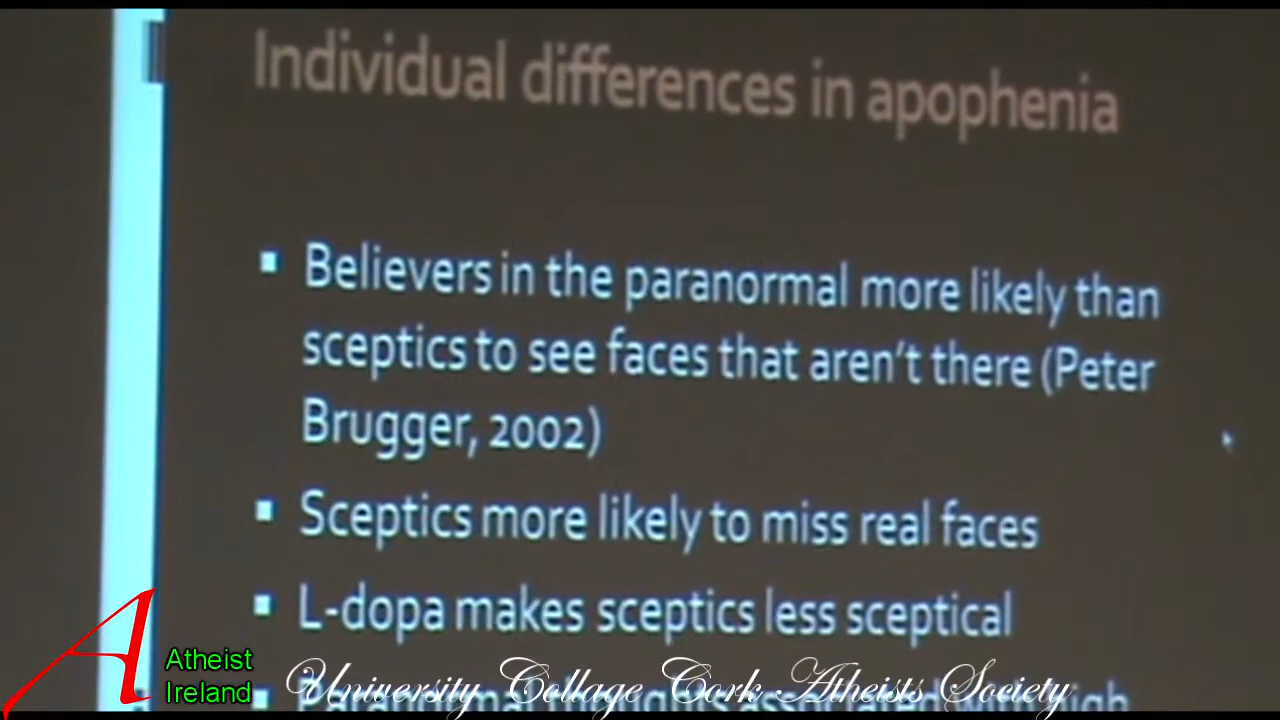 Individual differences in apophenia
▪ Believers in the paranormal more likely than
sceptics to see faces that aren't there (Peter
Brugger, 2002)
▪ Sceptics more likely to miss real faces
▪ L-dopa makes sceptics less sceptical
Atheist
Ireland
University Collage Cork Atheists Society